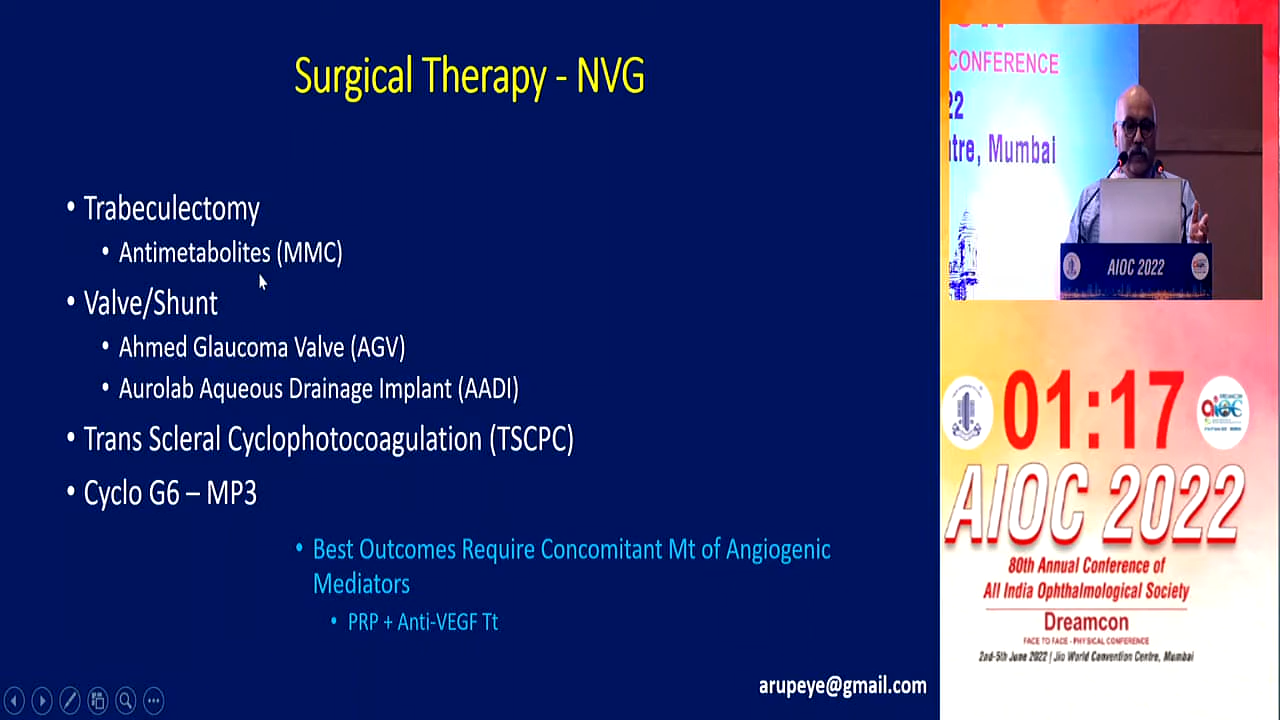 Surgical Therapy - NVG
• Trabeculectomy
• Antimetabolites (MMC)
• Valve/Shunt
• Ahmed Glaucoma Valve (AGV)
• Aurolab Aqueous Drainage Implant (AADI)
• Trans Scleral Cyclophotocoagulation (TSCPC)
• Cyclo G6 – MP3
• Best Outcomes Require Concomitant Mt of Angiogenic
Mediators
• PRP + Anti-VEGF Tt
arupeye@gmail.com
CONFERENCE
22
tre, Mumbai
AIOC 2022
01:17
AIOC 2022
80th Annual Conference of
All India Ophthalmological Society
Dreamcon
FACE TO FACE - PHYSICAL CONFERENCE
2nd-5th June 2022 | Jio World Convention Centre, Mumbai